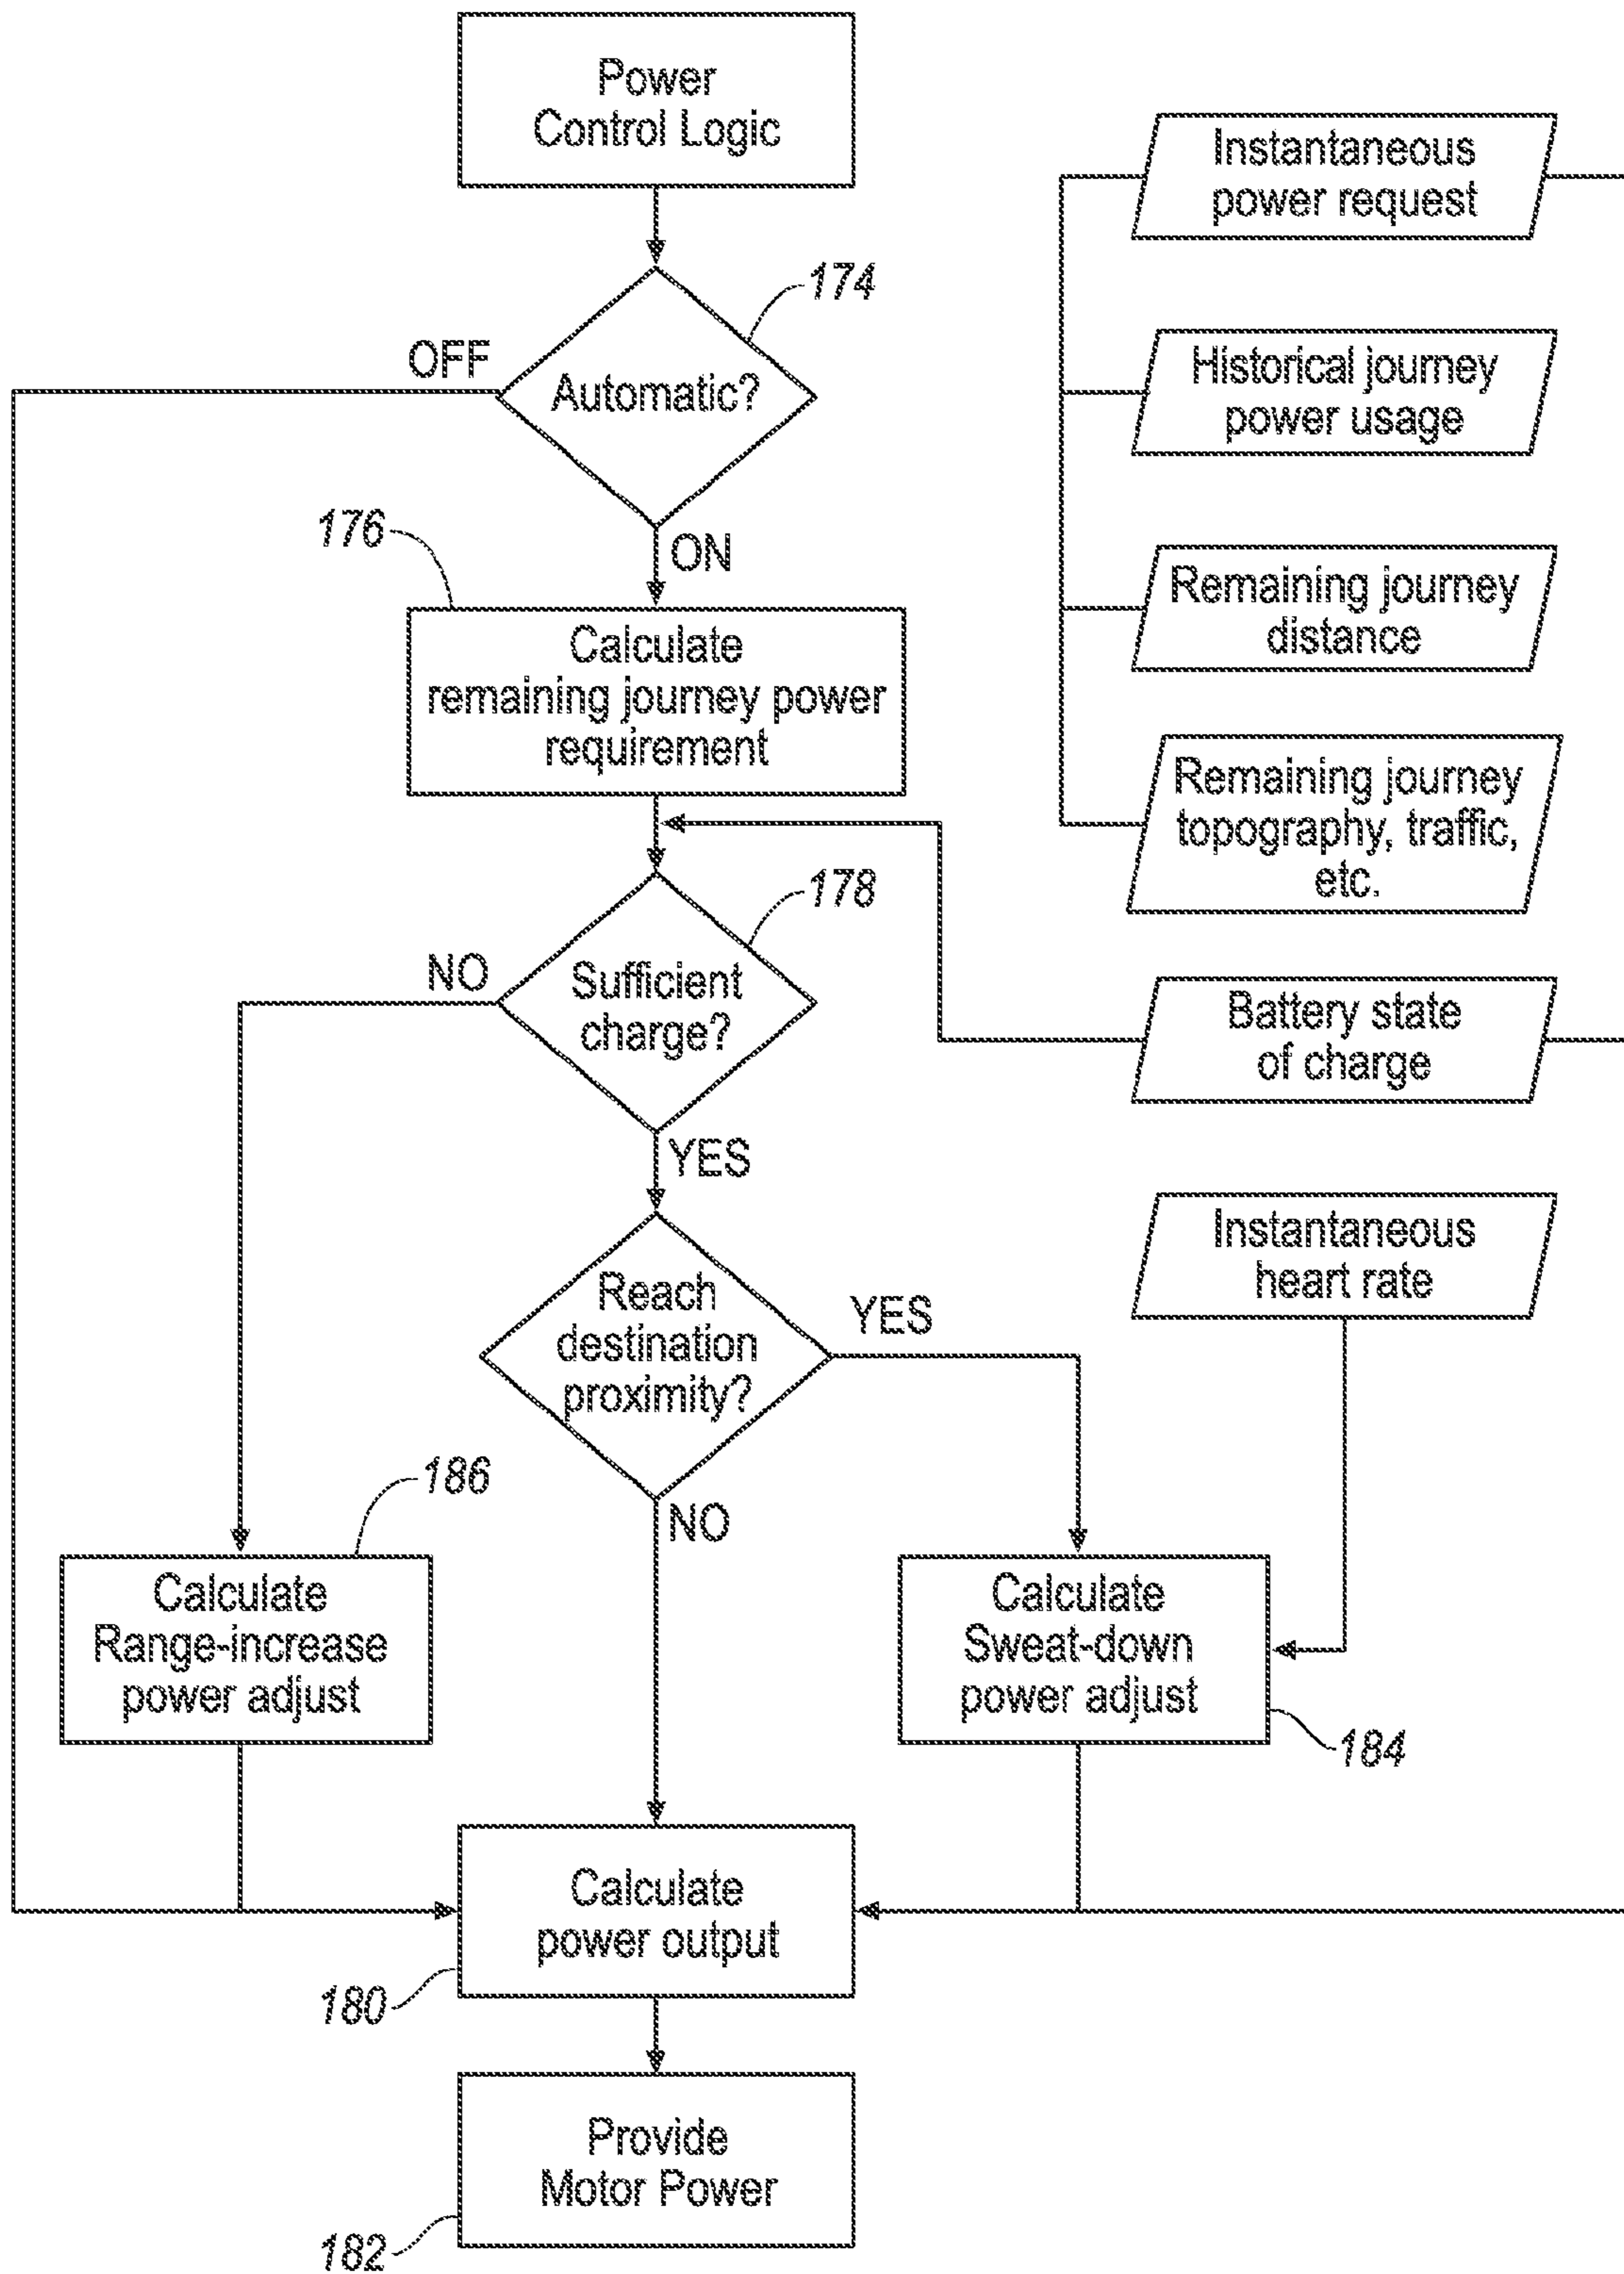 Power
Control Logic
174
OFF
Automatic?
ON
176
Calculate
remaining journey power
requirement
178
NO
Sufficient
charge?
YES
Reach
destination
proximity?
YES
NO
186
Calculate
Range-increase
power adjust
Calculate
Sweat-down
power adjust
184
Calculate
power output
180
Provide
Motor Power
182
Instantaneous
power request
Historical journey
power usage
Remaining journey
distance
Remaining journey
topography, traffic,
etc.
Battery state
of charge
Instantaneous
heart rate